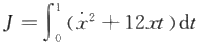 J = ∫₀¹ (ẋ² + 12xt) dt